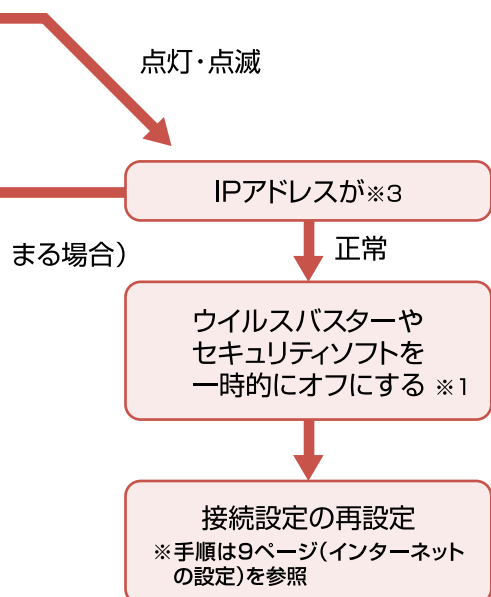 点灯・点滅
IPアドレスが※3
まる場合）
正常
ウイルスバスターや
セキュリティソフトを
一時的にオフにする ※1
接続設定の再設定
※手順は9ページ（インターネット
の設定）を参照